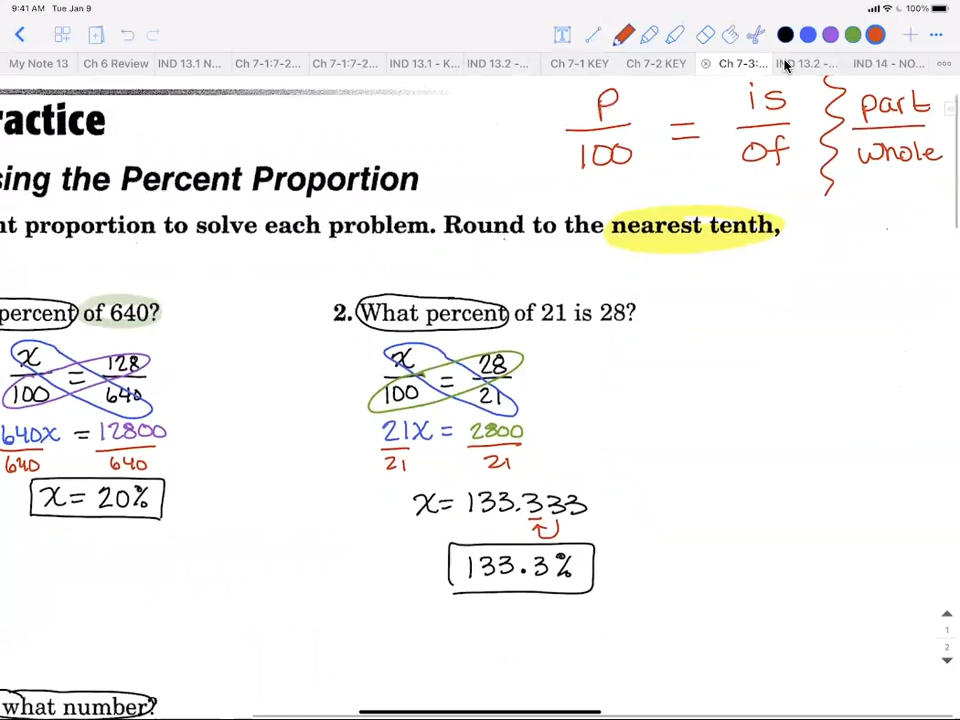 9:41 AM Tue Jan 9
100%
My Note 13
Ch 6 Review
IND 13.1 N...
Ch 7-1:7-2...
Ch 7-1:7-2...
IND 13.1 - K...
IND 13.2 -...
Ch 7-1 KEY
Ch 7-2 KEY
Ch 7-3:...
IND 13.2 -...
IND 14 - NO...
P/100 = is/of } part/whole
ractice
sing the Percent Proportion
nt proportion to solve each problem. Round to the nearest tenth,
percent of 640?
x/100 = 128/640
640x = 12800
640 640
x = 20%
2. What percent of 21 is 28?
x/100 = 28/21
21x = 2800
21 21
x = 133.333
133.3%
1
2
what number?